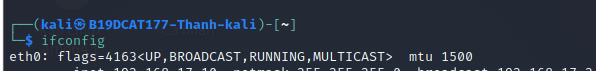 ┌──(kali㉿B19DCAT177-Thanh-kali)-[~]
└─$ ifconfig
eth0: flags=4163<UP,BROADCAST,RUNNING,MULTICAST>  mtu 1500